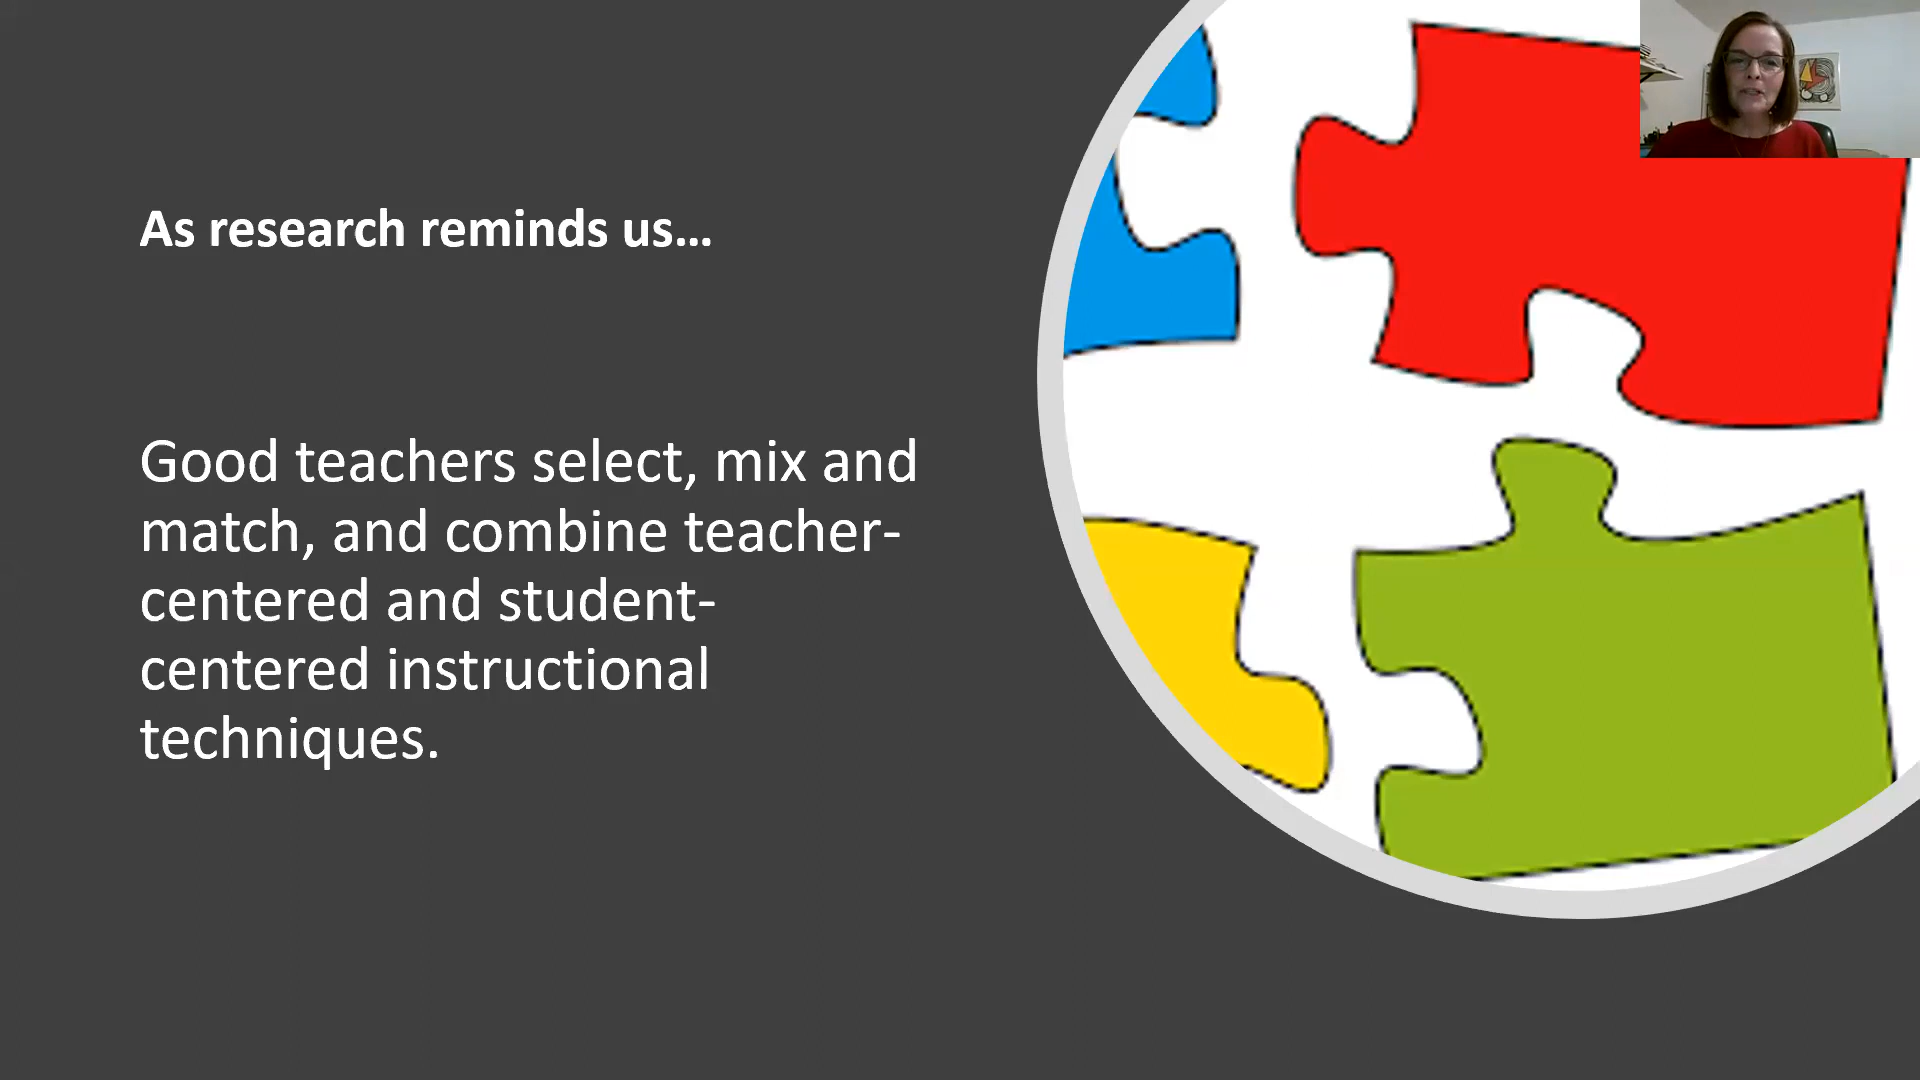 As research reminds us...
Good teachers select, mix and
match, and combine teacher-
centered and student-
centered instructional
techniques.